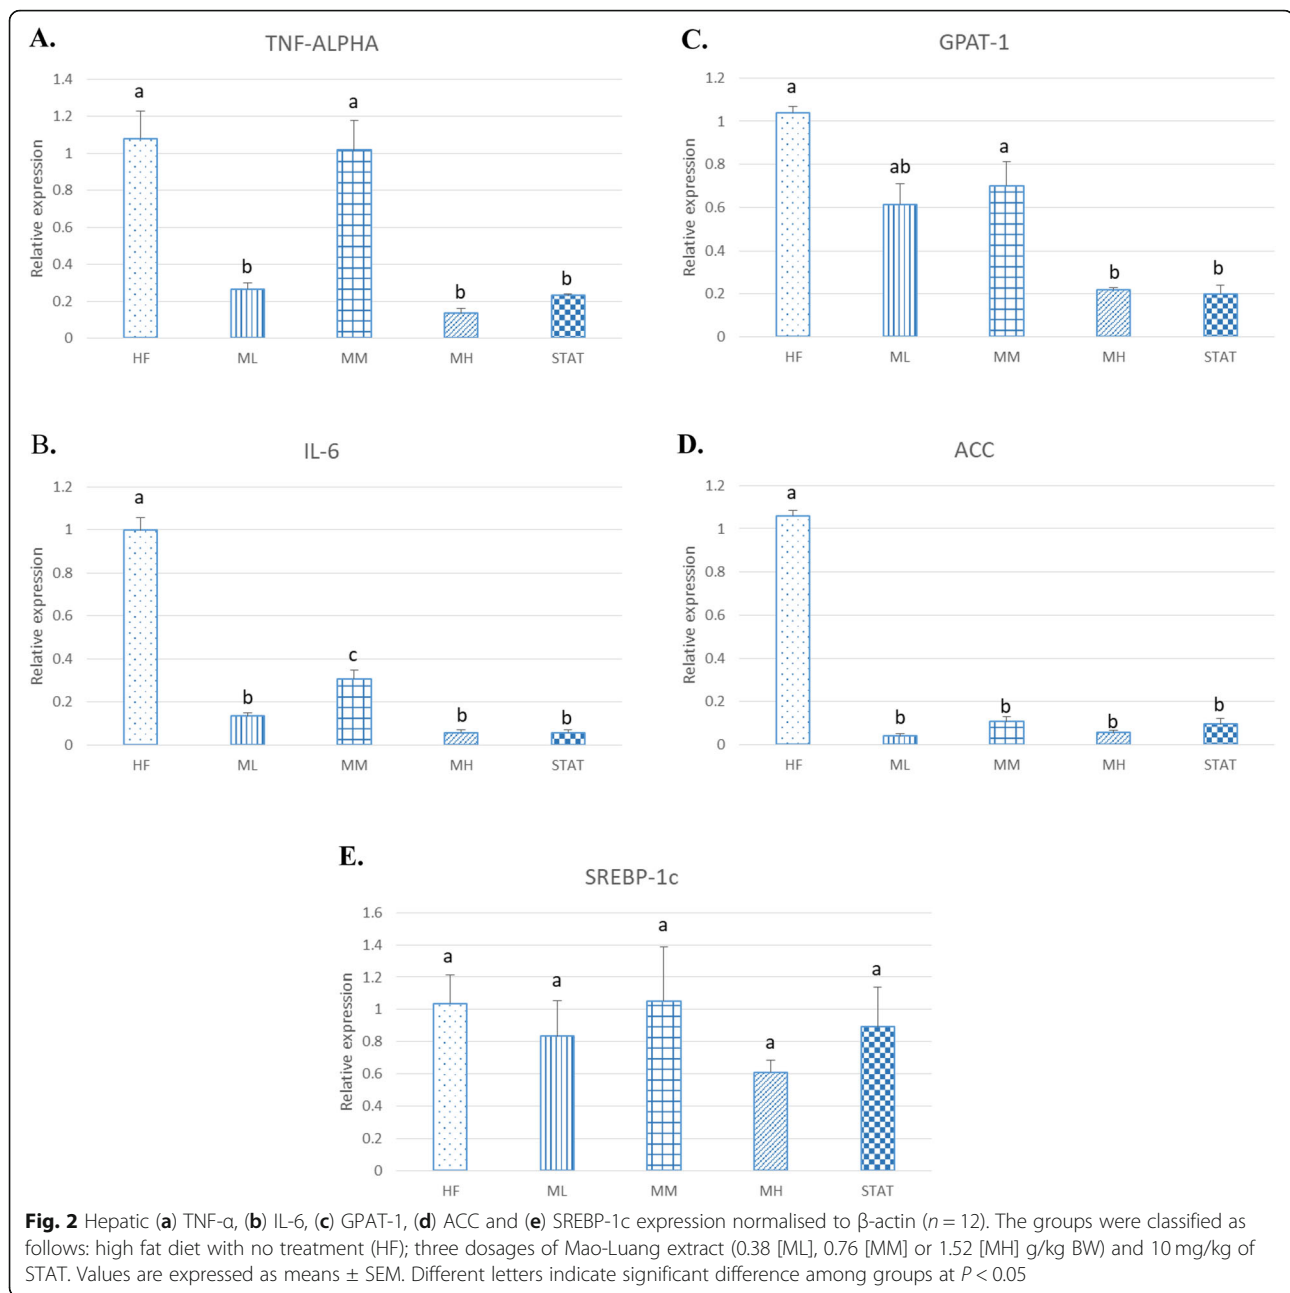 A.
TNF-ALPHA
1.4
1.2
1
0.8
0.6
0.4
0.2
0
Relative expression
a
b
a
b
b
HF ML MM MH STAT
C.
GPAT-1
1.2
1
0.8
0.6
0.4
0.2
0
Relative expression
a
ab
a
b
b
HF ML MM MH STAT
B.
IL-6
1.2
1
0.8
0.6
0.4
0.2
0
Relative expression
a
b
c
b
b
HF ML MM MH STAT
D.
ACC
1.2
1
0.8
0.6
0.4
0.2
0
Relative expression
a
b
b
b
b
HF ML MM MH STAT
E.
SREBP-1c
1.6
1.4
1.2
1
0.8
0.6
0.4
0.2
0
Relative expression
a
a
a
a
a
HF ML MM MH STAT
Fig. 2 Hepatic (a) TNF-α, (b) IL-6, (c) GPAT-1, (d) ACC and (e) SREBP-1c expression normalised to β-actin (n = 12). The groups were classified as
follows: high fat diet with no treatment (HF); three dosages of Mao-Luang extract (0.38 [ML], 0.76 [MM] or 1.52 [MH] g/kg BW) and 10 mg/kg of
STAT. Values are expressed as means ± SEM. Different letters indicate significant difference among groups at P < 0.05